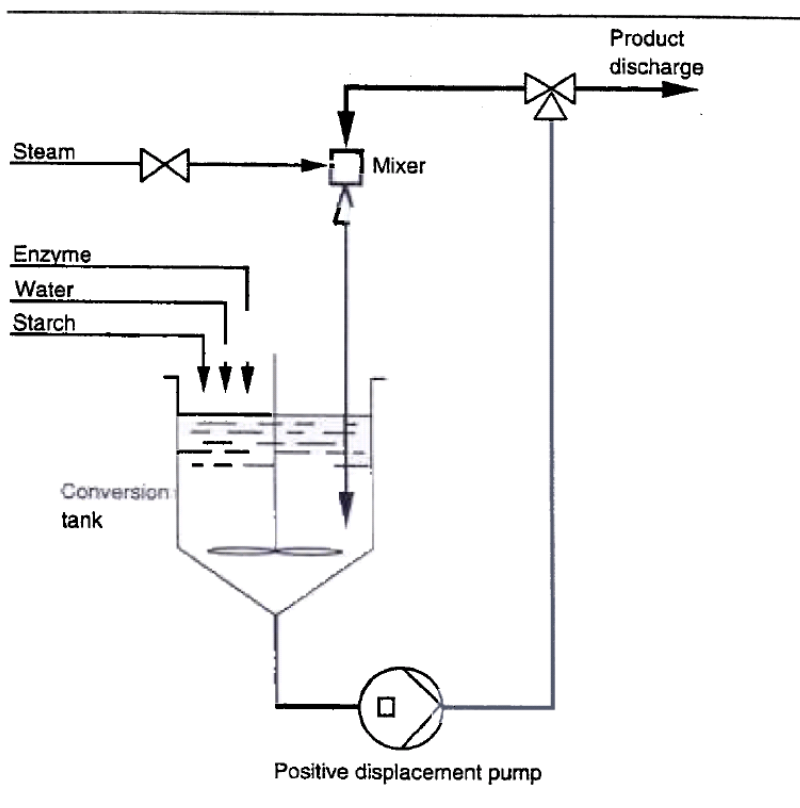 Product
discharge
Steam
Mixer
Enzyme
Water
Starch
Conversion
tank
Positive displacement pump